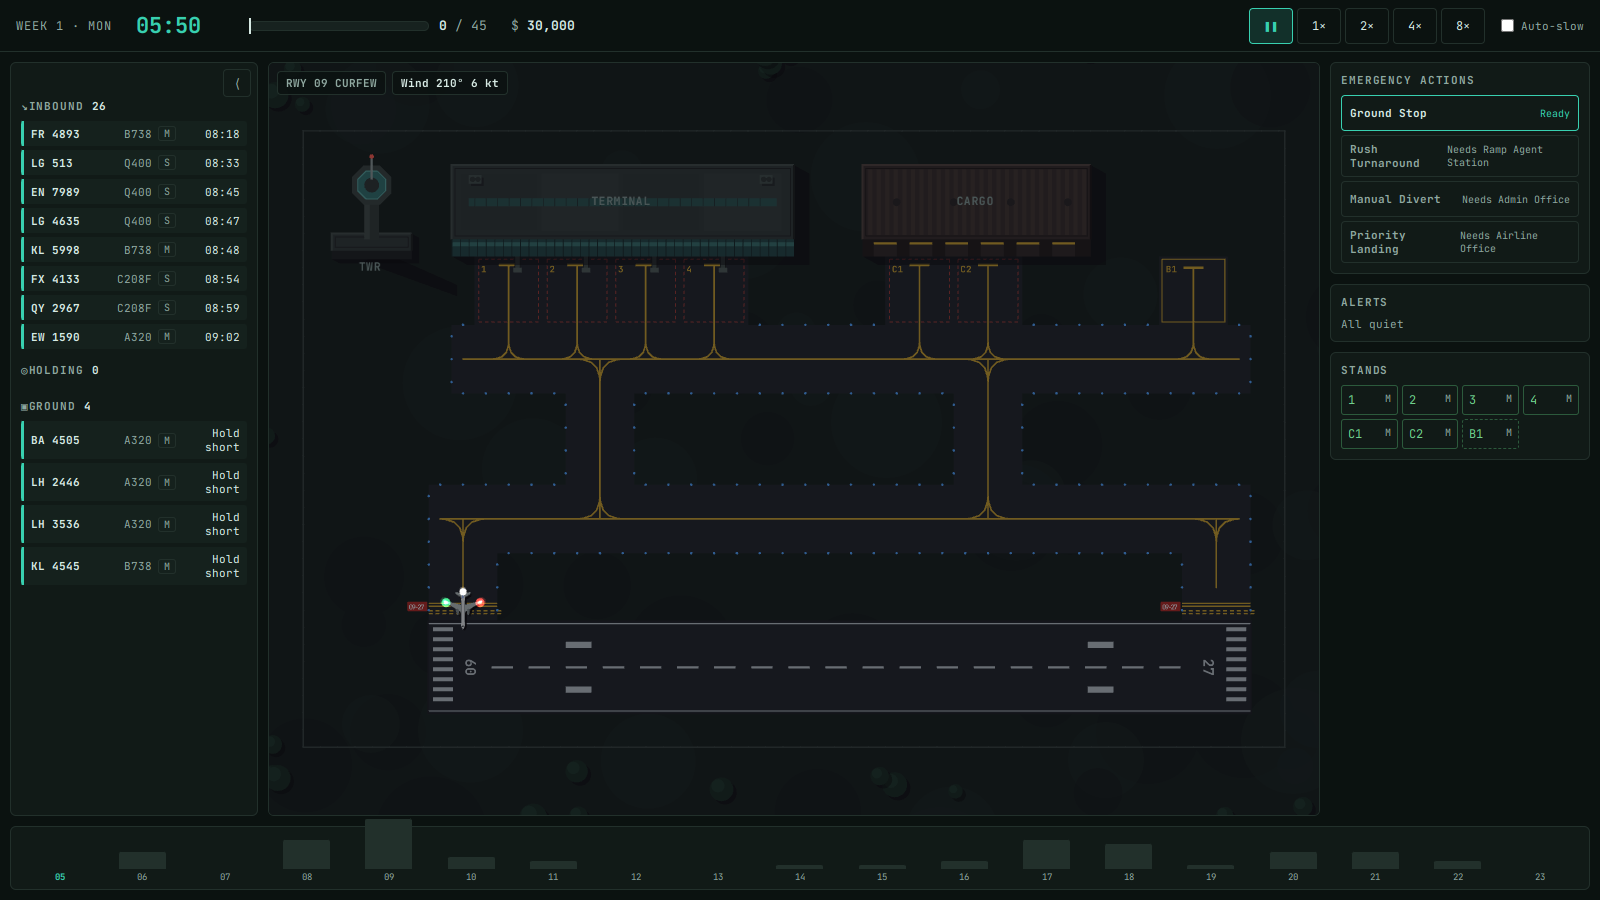 WEEK 1 · MON
05:50
0 / 45
$ 30,000
1×
2×
4×
8×
Auto-slow
INBOUND 26
FR 4893 B738 M 08:18
LG 513 Q400 S 08:33
EN 7989 Q400 S 08:45
LG 4635 Q400 S 08:47
KL 5998 B738 M 08:48
FX 4133 C208F S 08:54
QY 2967 C208F S 08:59
EW 1590 A320 M 09:02
HOLDING 0
GROUND 4
BA 4505 A320 M Hold short
LH 2446 A320 M Hold short
LH 3536 A320 M Hold short
KL 4545 B738 M Hold short
RWY 09 CURFEW
Wind 210° 6 kt
TWR
TERMINAL
CARGO
1
2
3
4
C1
C2
B1
09-27
09-27
09
27
EMERGENCY ACTIONS
Ground Stop Ready
Rush Turnaround Needs Ramp Agent Station
Manual Divert Needs Admin Office
Priority Landing Needs Airline Office
ALERTS
All quiet
STANDS
1 M
2 M
3 M
4 M
C1 M
C2 M
B1 M
05 06 07 08 09 10 11 12 13 14 15 16 17 18 19 20 21 22 23